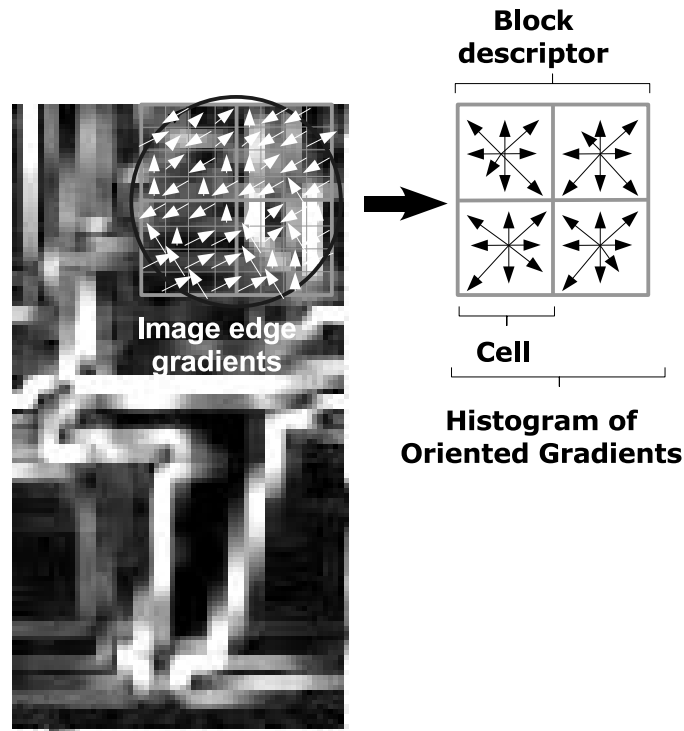 Block
descriptor
Image edge
gradients
Cell
Histogram of
Oriented Gradients